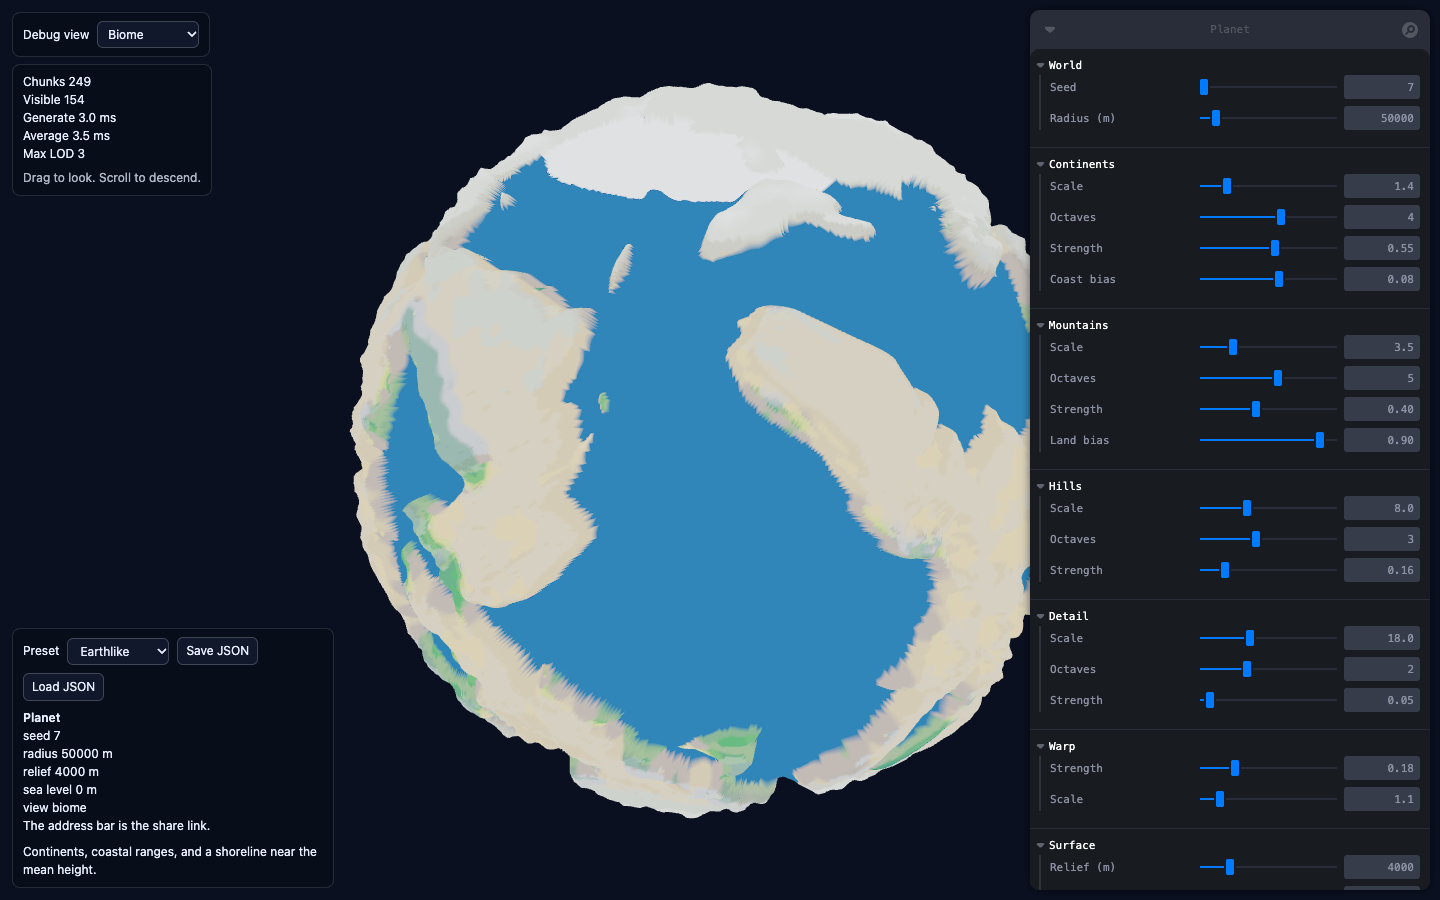 Debug view Biome
Chunks 249
Visible 154
Generate 3.0 ms
Average 3.5 ms
Max LOD 3
Drag to look. Scroll to descend.
Preset Earthlike Save JSON
Load JSON
Planet
seed 7
radius 50000 m
relief 4000 m
sea level 0 m
view biome
The address bar is the share link.
Continents, coastal ranges, and a shoreline near the
mean height.
Planet
World
Seed 7
Radius (m) 50000
Continents
Scale 1.4
Octaves 4
Strength 0.55
Coast bias 0.08
Mountains
Scale 3.5
Octaves 5
Strength 0.40
Land bias 0.90
Hills
Scale 8.0
Octaves 3
Strength 0.16
Detail
Scale 18.0
Octaves 2
Strength 0.05
Warp
Strength 0.18
Scale 1.1
Surface
Relief (m) 4000